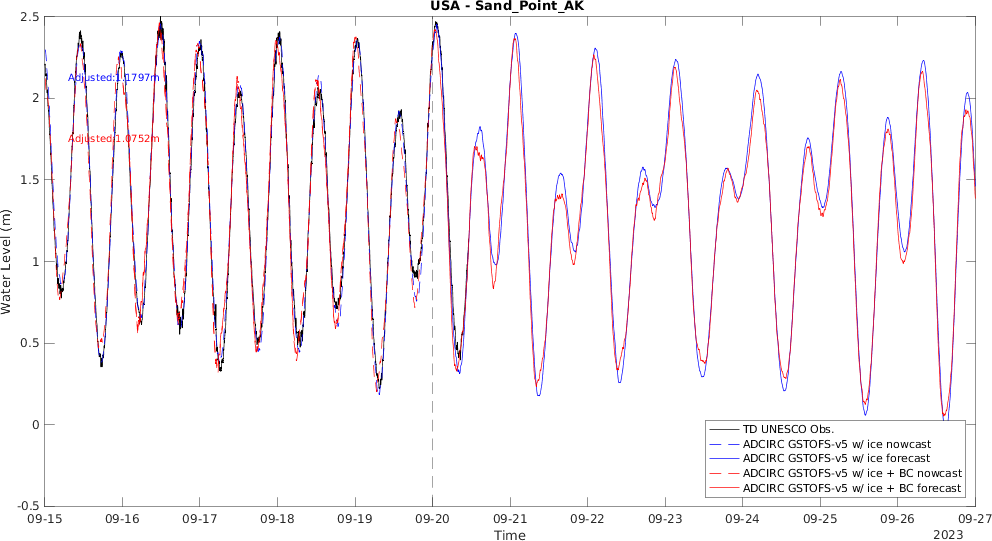 USA - Sand_Point_AK
2.5
2
1.5
1
0.5
0
-0.5
Water Level (m)
Adjusted:1.1797m
Adjusted:1.0752m
TD UNESCO Obs.
ADCIRC GSTOFS-v5 w/ ice nowcast
ADCIRC GSTOFS-v5 w/ ice forecast
ADCIRC GSTOFS-v5 w/ ice + BC nowcast
ADCIRC GSTOFS-v5 w/ ice + BC forecast
09-15 09-16 09-17 09-18 09-19 09-20 09-21 09-22 09-23 09-24 09-25 09-26 09-27
Time
2023